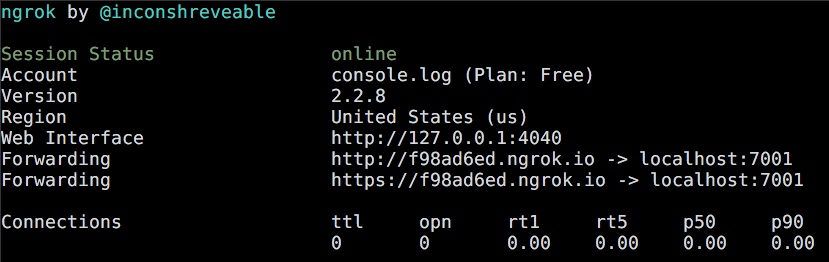 ngrok by @inconshreveable
Session Status online
Account console.log (Plan: Free)
Version 2.2.8
Region United States (us)
Web Interface http://127.0.0.1:4040
Forwarding http://f98ad6ed.ngrok.io -> localhost:7001
Forwarding https://f98ad6ed.ngrok.io -> localhost:7001
Connections ttl opn rt1 rt5 p50 p90
0 0 0.00 0.00 0.00 0.00